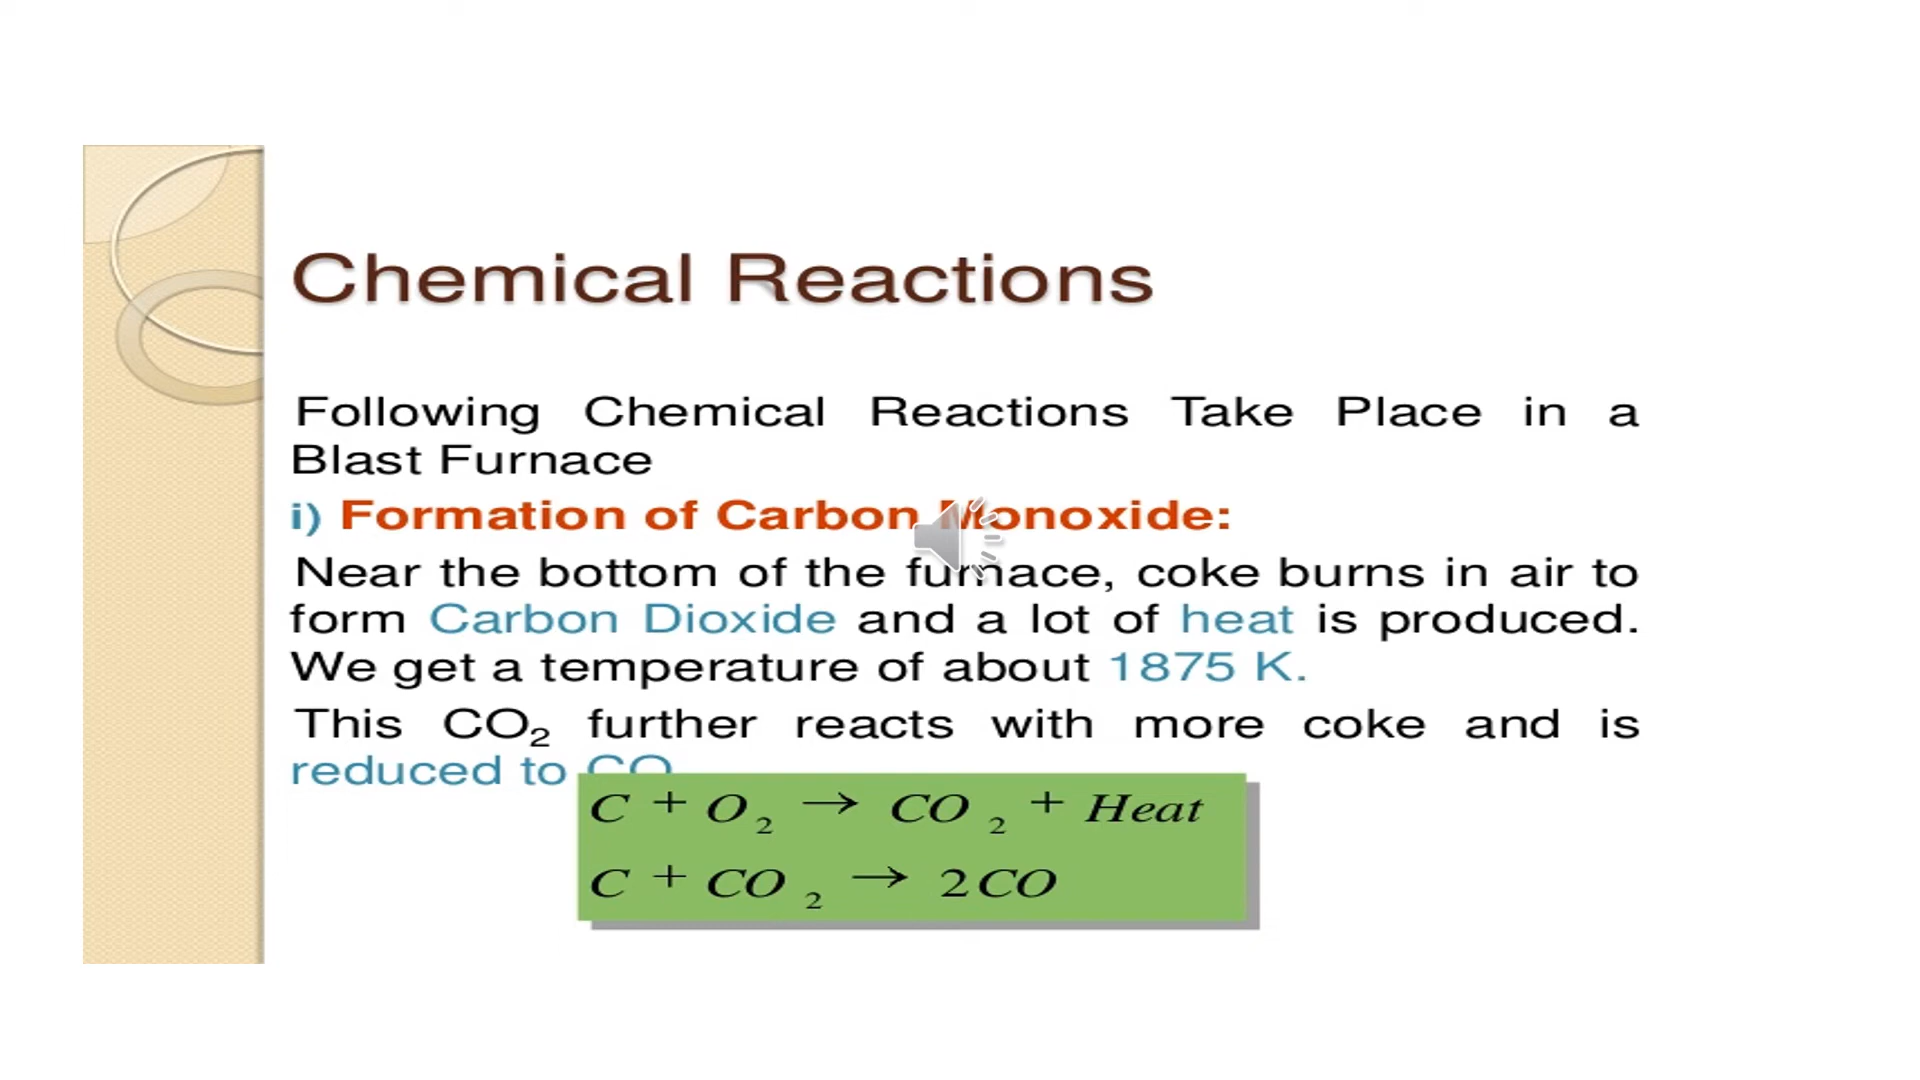 Chemical Reactions
Following Chemical Reactions Take Place in a
Blast Furnace
i) Formation of Carbon Monoxide:
Near the bottom of the furnace, coke burns in air to
form Carbon Dioxide and a lot of heat is produced.
We get a temperature of about 1875 K.
This CO₂ further reacts with more coke and is
reduced to CO
C + O₂ → CO₂ + Heat
C + CO₂ → 2CO